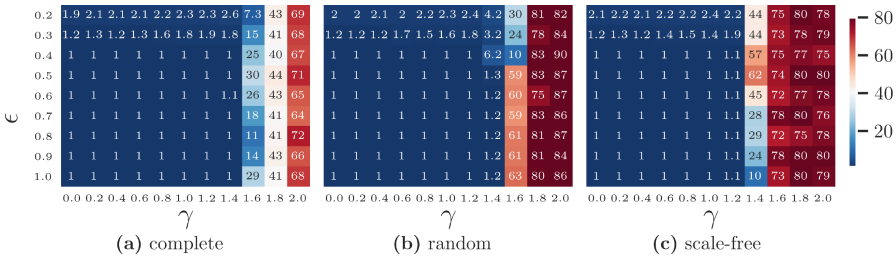 0.2 1.9 2.1 2.1 2.2 2.3 2.3 2.6 7.3 43 69 2 2 2.1 2 2.2 2.3 2.4 4.2 30 81 82 2.1 2.1 2.2 2.2 2.2 2.4 2.9 44 75 80 78 80
0.3 1.2 1.3 1.2 1.3 1.6 1.8 1.9 1.8 15 41 68 1.2 1.2 1.2 1.7 1.5 1.6 1.8 3.2 24 78 84 1.2 1.3 1.2 1.4 1.9 1.5 1.9 44 73 78 79
0.4 1 1 1 1 1 1 1 1 25 40 67 1 1 1 1 1 1 1 6.2 10 83 90 1 1 1 1 1 1 1 57 75 77 75 60
0.5 1 1 1 1 1 1 1 1 30 44 71 1 1 1 1 1 1 1 1.3 59 83 87 1 1 1 1 1 1 1.1 62 74 80 80
ϵ 0.6 1 1 1 1 1 1 1 1.1 26 43 65 1 1 1 1 1 1 1 1.2 60 75 87 1 1 1 1 1 1 1.1 45 72 77 78
0.7 1 1 1 1 1 1 1 1 18 41 64 1 1 1 1 1 1 1 1.2 59 83 86 1 1 1 1 1 1 1.1 28 78 80 76 40
0.8 1 1 1 1 1 1 1 1 11 41 72 1 1 1 1 1 1 1 1.2 61 81 87 1 1 1 1 1 1 1.1 29 72 75 78
0.9 1 1 1 1 1 1 1 1 14 43 66 1 1 1 1 1 1 1 1.2 61 81 84 1 1 1 1 1 1 1.1 24 78 80 80 20
1.0 1 1 1 1 1 1 1 1 29 41 68 1 1 1 1 1 1 1 1.2 63 80 86 1 1 1 1 1 1 1.1 10 73 80 79
0.0 0.2 0.4 0.6 0.8 1.0 1.2 1.4 1.6 1.8 2.0 0.0 0.2 0.4 0.6 0.8 1.0 1.2 1.4 1.6 1.8 2.0 0.0 0.2 0.4 0.6 0.8 1.0 1.2 1.4 1.6 1.8 2.0
γ γ γ
(a) complete (b) random (c) scale-free